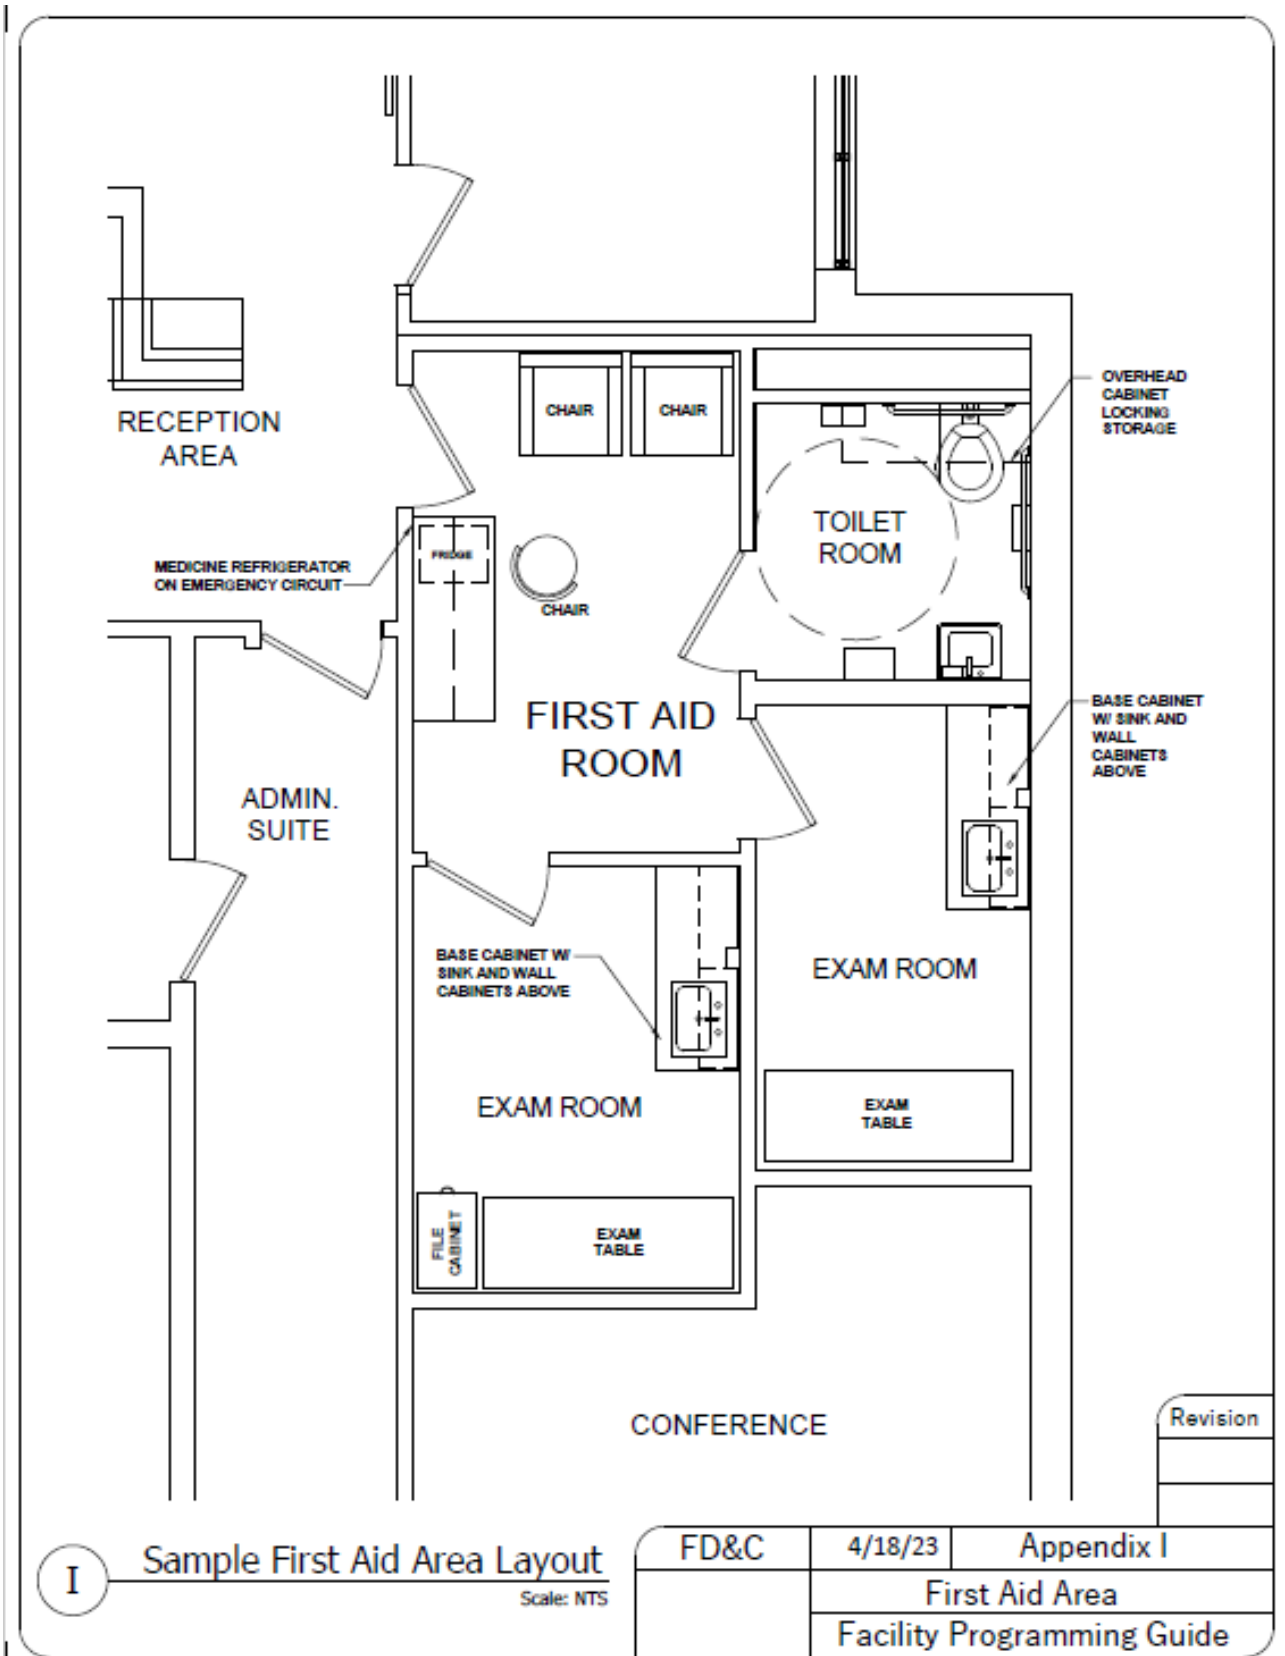 OVERHEAD
CABINET
LOCKING
STORAGE
CHAIR
CHAIR
RECEPTION
AREA
TOILET
ROOM
FRIDGE
MEDICINE REFRIGERATOR
ON EMERGENCY CIRCUIT
CHAIR
FIRST AID
ROOM
BASE CABINET
W/ SINK AND
WALL
CABINETS
ABOVE
ADMIN.
SUITE
BASE CABINET W/
SINK AND WALL
CABINETS ABOVE
EXAM ROOM
EXAM ROOM
EXAM
TABLE
FILE
CABINET
EXAM
TABLE
CONFERENCE
Revision
I
Sample First Aid Area Layout
Scale: NTS
FD&C
4/18/23
Appendix I
First Aid Area
Facility Programming Guide